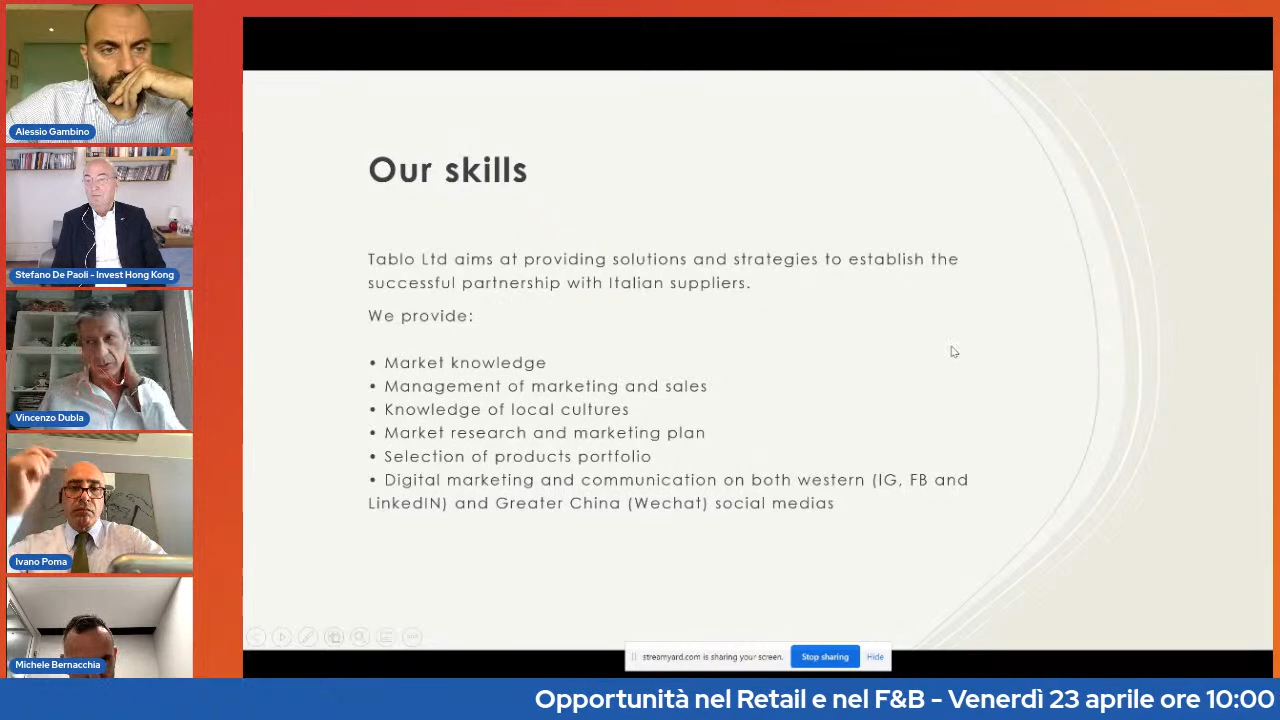 Alessio Gambino
Stefano De Paoli - Invest Hong Kong
Vincenzo Dubla
Ivano Poma
Michele Bernacchia
Our skills
Tablo Ltd aims at providing solutions and strategies to establish the
successful partnership with Italian suppliers.
We provide:
• Market knowledge
• Management of marketing and sales
• Knowledge of local cultures
• Market research and marketing plan
• Selection of products portfolio
• Digital marketing and communication on both western (IG, FB and
LinkedIN) and Greater China (Wechat) social medias
streamyard.com is sharing your screen.
Stop sharing
Hide
Opportunità nel Retail e nel F&B - Venerdì 23 aprile ore 10:00